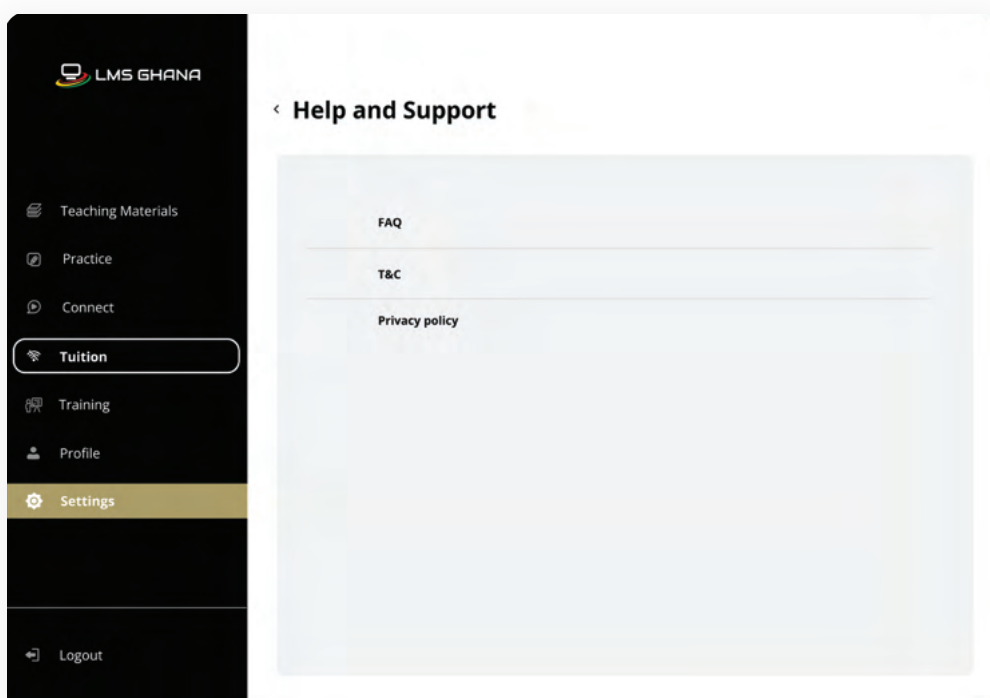 LMS GHANA
Teaching Materials
Practice
Connect
Tuition
Training
Profile
Settings
Logout
Help and Support
FAQ
T&C
Privacy policy